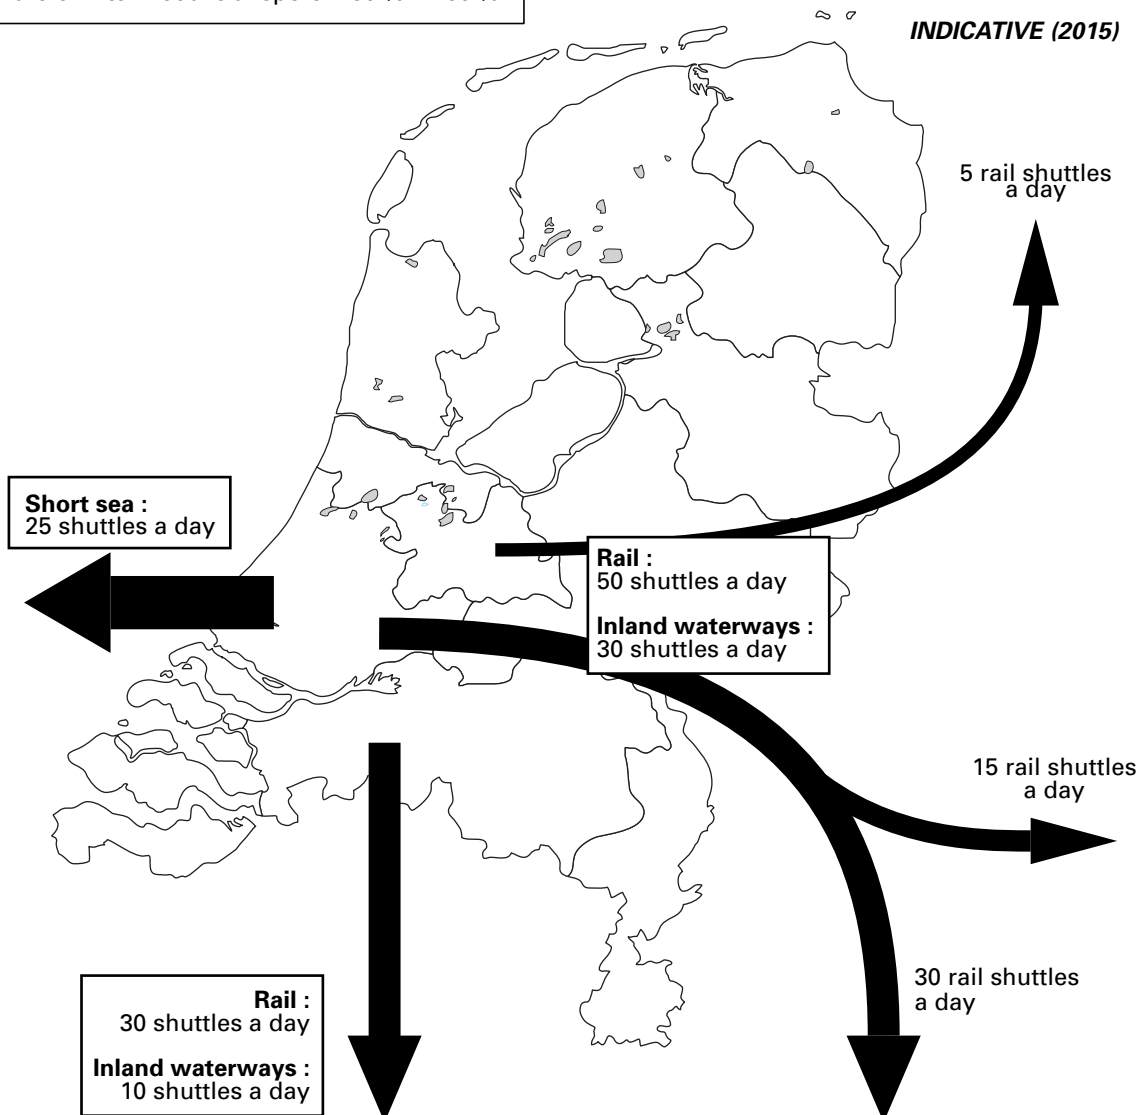 INDICATIVE (2015)
5 rail shuttles
a day
Short sea :
25 shuttles a day
Rail :
50 shuttles a day
Inland waterways :
30 shuttles a day
15 rail shuttles
a day
30 rail shuttles
a day
Rail :
30 shuttles a day
Inland waterways :
10 shuttles a day